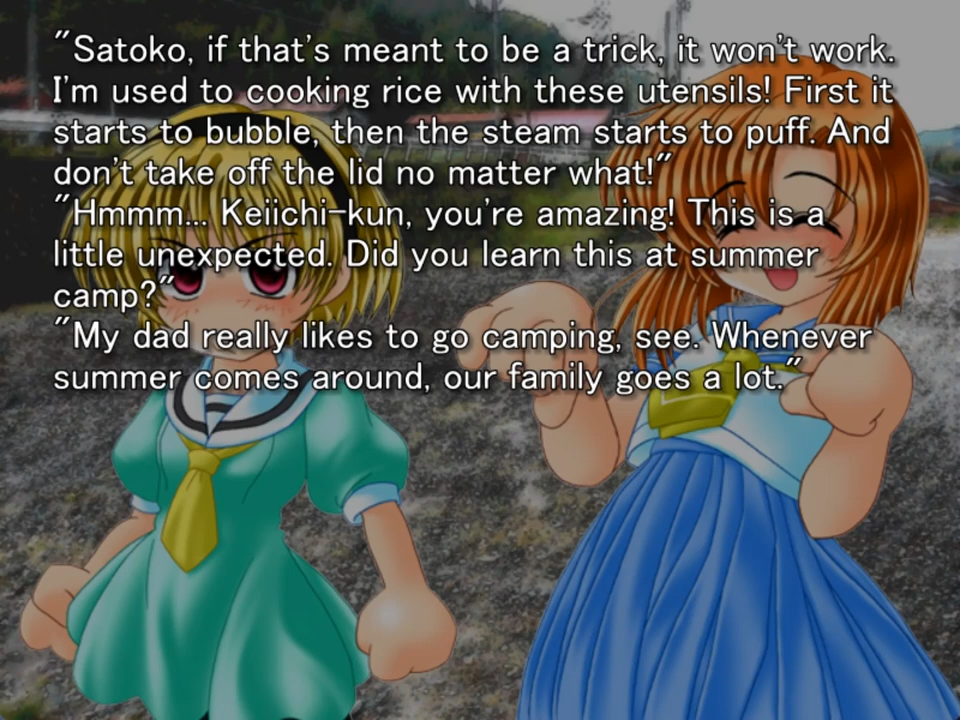 "Satoko, if that's meant to be a trick, it won't work.
I'm used to cooking rice with these utensils! First it
starts to bubble, then the steam starts to puff. And
don't take off the lid no matter what!"
"Hmmm... Keiichi-kun, you're amazing! This is a
little unexpected. Did you learn this at summer
camp?"
"My dad really likes to go camping, see. Whenever
summer comes around, our family goes a lot."